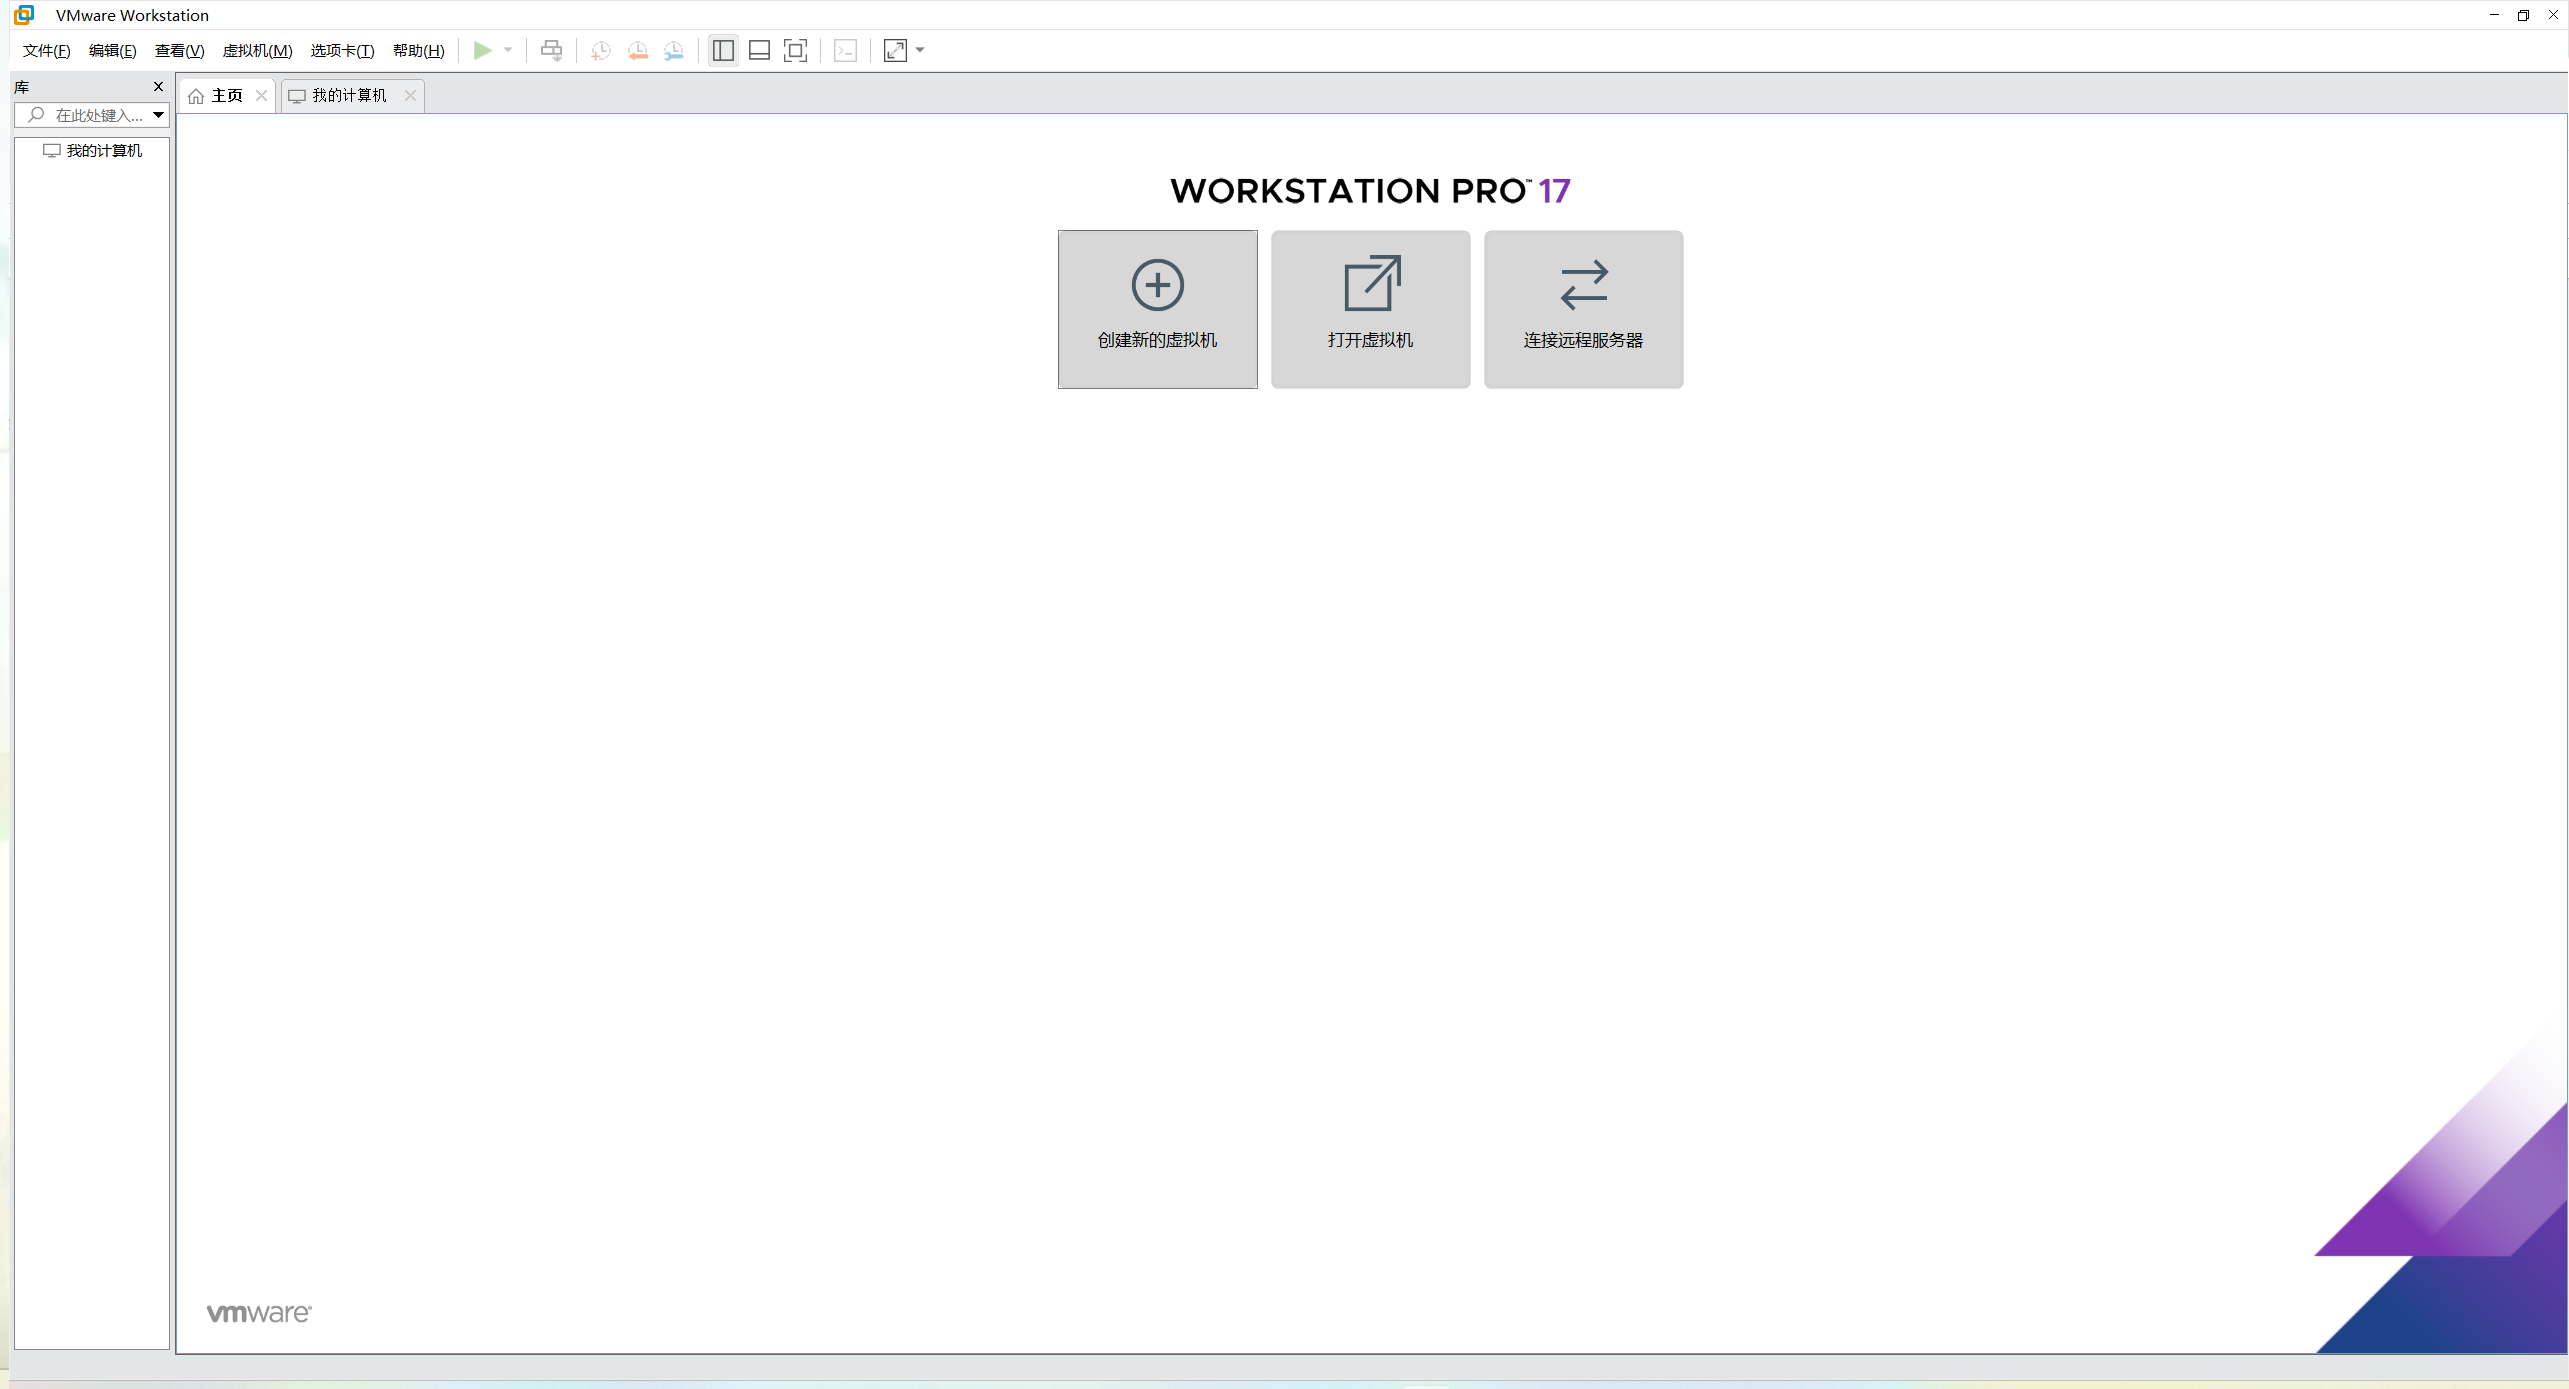 VMware Workstation
文件(F) 编辑(E) 查看(V) 虚拟机(M) 选项卡(T) 帮助(H)
库
在此处键入...
我的计算机
主页 我的计算机
WORKSTATION PRO™ 17
创建新的虚拟机 打开虚拟机 连接远程服务器
vmware®